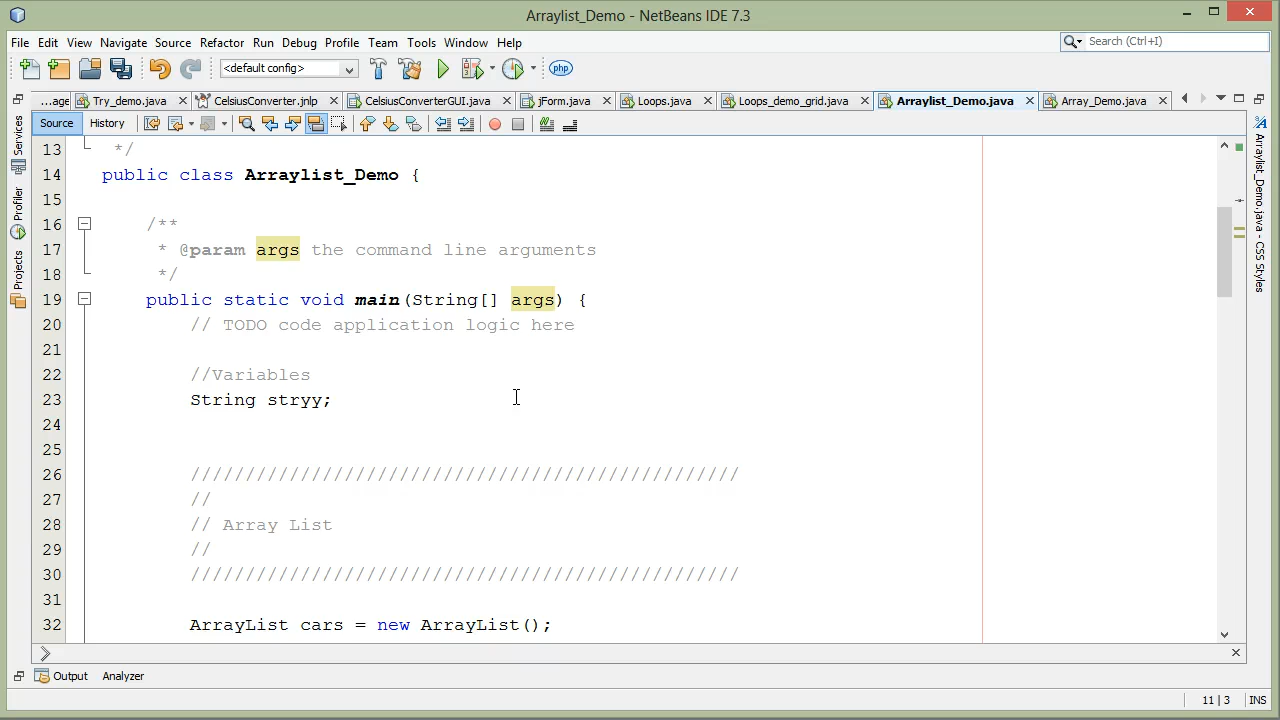 Arraylist_Demo - NetBeans IDE 7.3
File Edit View Navigate Source Refactor Run Debug Profile Team Tools Window Help
Search (Ctrl+I)
<default config>
php
...age Try_demo.java CelsiusConverter.jnlp CelsiusConverterGUI.java jForm.java Loops.java Loops_demo_grid.java Arraylist_Demo.java Array_Demo.java
Source History
Services
Profiler
Projects
Arraylist_Demo.java - CSS Styles
13 */
14 public class Arraylist_Demo {
15
16 /**
17 * @param args the command line arguments
18 */
19 public static void main(String[] args) {
20 // TODO code application logic here
21
22 //Variables
23 String stryy;
24
25
26 //////////////////////////////////////////////////
27 //
28 // Array List
29 //
30 //////////////////////////////////////////////////
31
32 ArrayList cars = new ArrayList();
Output Analyzer
11 | 3 INS